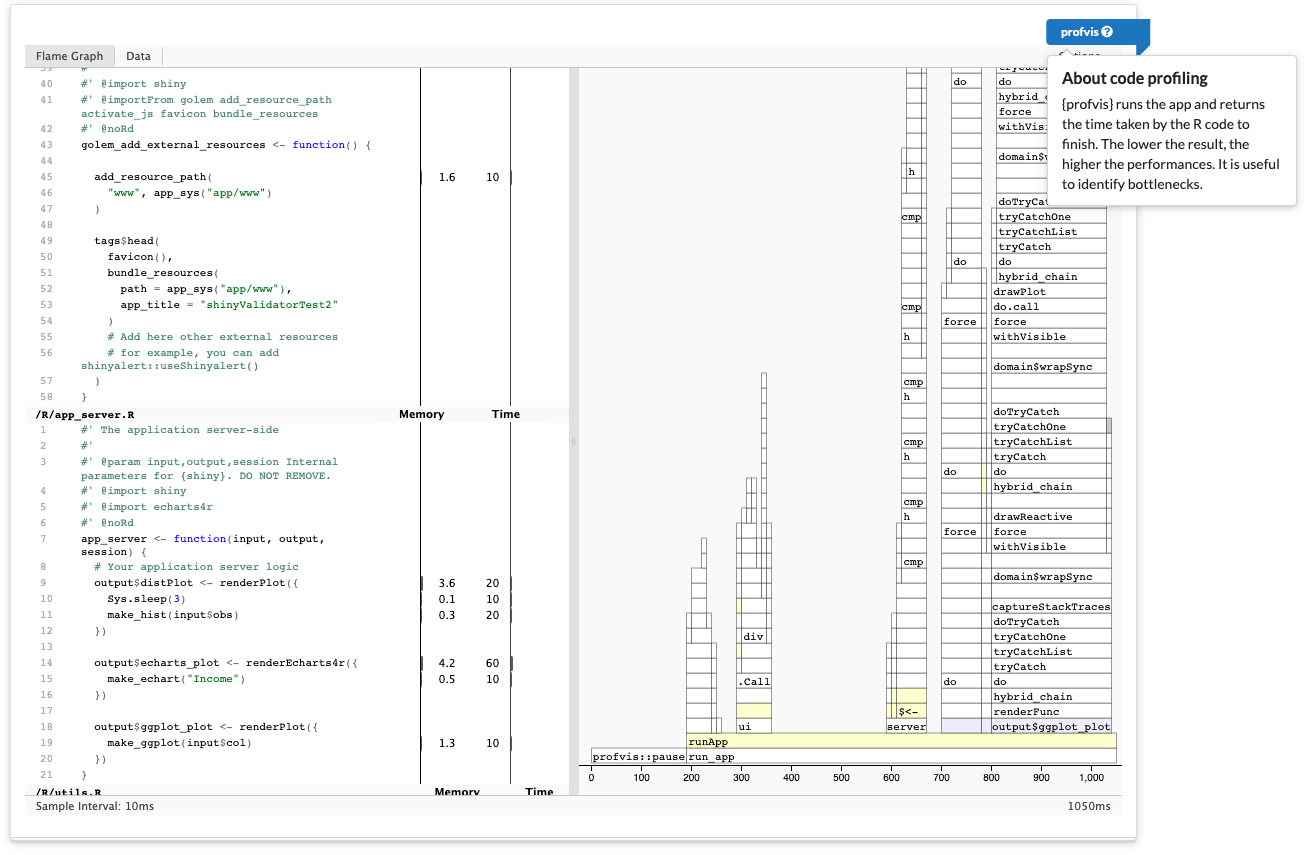 profvis
Flame Graph
Data
About code profiling
{profvis} runs the app and returns
the time taken by the R code to
finish. The lower the result, the
higher the performances. It is useful
to identify bottlenecks.
40 #' @import shiny
41 #' @importFrom golem add_resource_path
activate_js favicon bundle_resources
42 #' @noRd
43 golem_add_external_resources <- function() {
44
45 add_resource_path( 1.6 10
46 "www", app_sys("app/www")
47 )
48
49 tags$head(
50 favicon(),
51 bundle_resources(
52 path = app_sys("app/www"),
53 app_title = "shinyValidatorTest2"
54 )
55 # Add here other external resources
56 # for example, you can add
shinyalert::useShinyalert()
57 )
58 }
/R/app_server.R Memory Time
1 #' The application server-side
2 #'
3 #' @param input,output,session Internal
parameters for {shiny}. DO NOT REMOVE.
4 #' @import shiny
5 #' @import echarts4r
6 #' @noRd
7 app_server <- function(input, output,
session) {
8 # Your application server logic
9 output$distPlot <- renderPlot({ 3.6 20
10 Sys.sleep(3) 0.1 10
11 make_hist(input$obs) 0.3 20
12 })
13
14 output$echarts_plot <- renderEcharts4r({ 4.2 60
15 make_echart("Income") 0.5 10
16 })
17
18 output$ggplot_plot <- renderPlot({
19 make_ggplot(input$col) 1.3 10
20 })
21 }
/R/utils.R Memory Time
do do
hybrid_c
force
withVisi
domain$w
h
doTryCat
cmp tryCatchOne
tryCatchList
tryCatch
do do
hybrid_chain
drawPlot
cmp do.call
force force
h withVisible
domain$wrapSync
cmp
h
doTryCatch
tryCatchOne
cmp tryCatchList
h tryCatch
do do
hybrid_chain
cmp
h drawReactive
force force
withVisible
cmp
domain$wrapSync
captureStackTraces
doTryCatch
div tryCatchOne
tryCatchList
tryCatch
.Call do do
hybrid_chain
$<- renderFunc
ui server output$ggplot_plot
runApp
profvis::pause run_app
0 100 200 300 400 500 600 700 800 900 1,000
Sample Interval: 10ms
1050ms